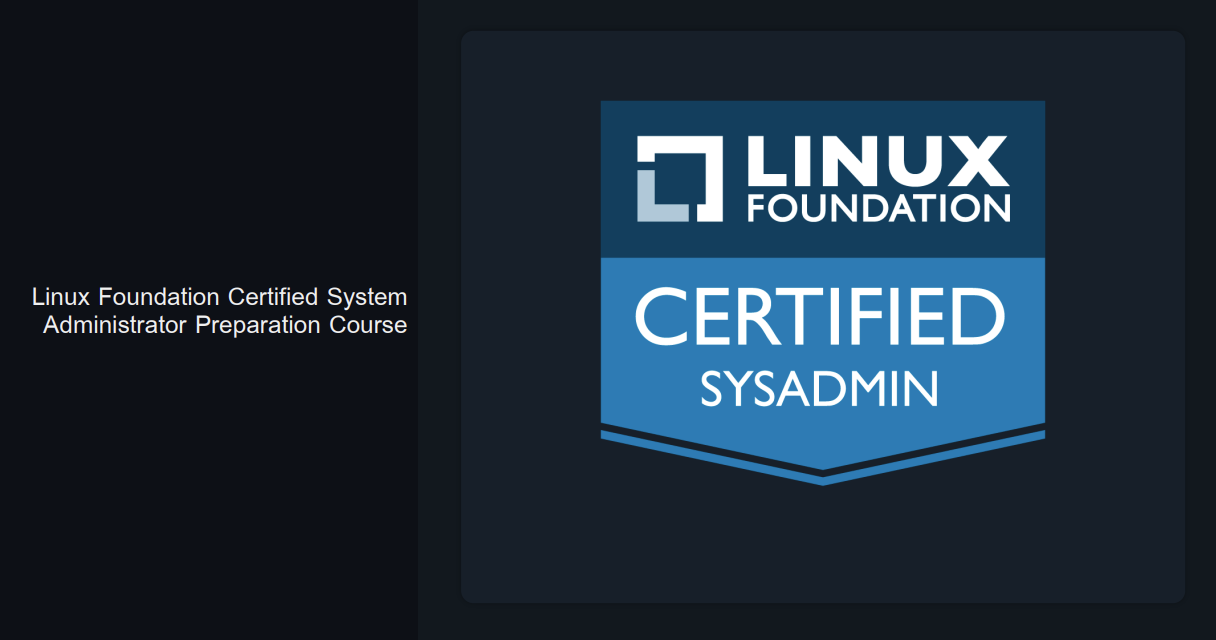 Linux Foundation Certified System
Administrator Preparation Course
LINUX
FOUNDATION
CERTIFIED
SYSADMIN